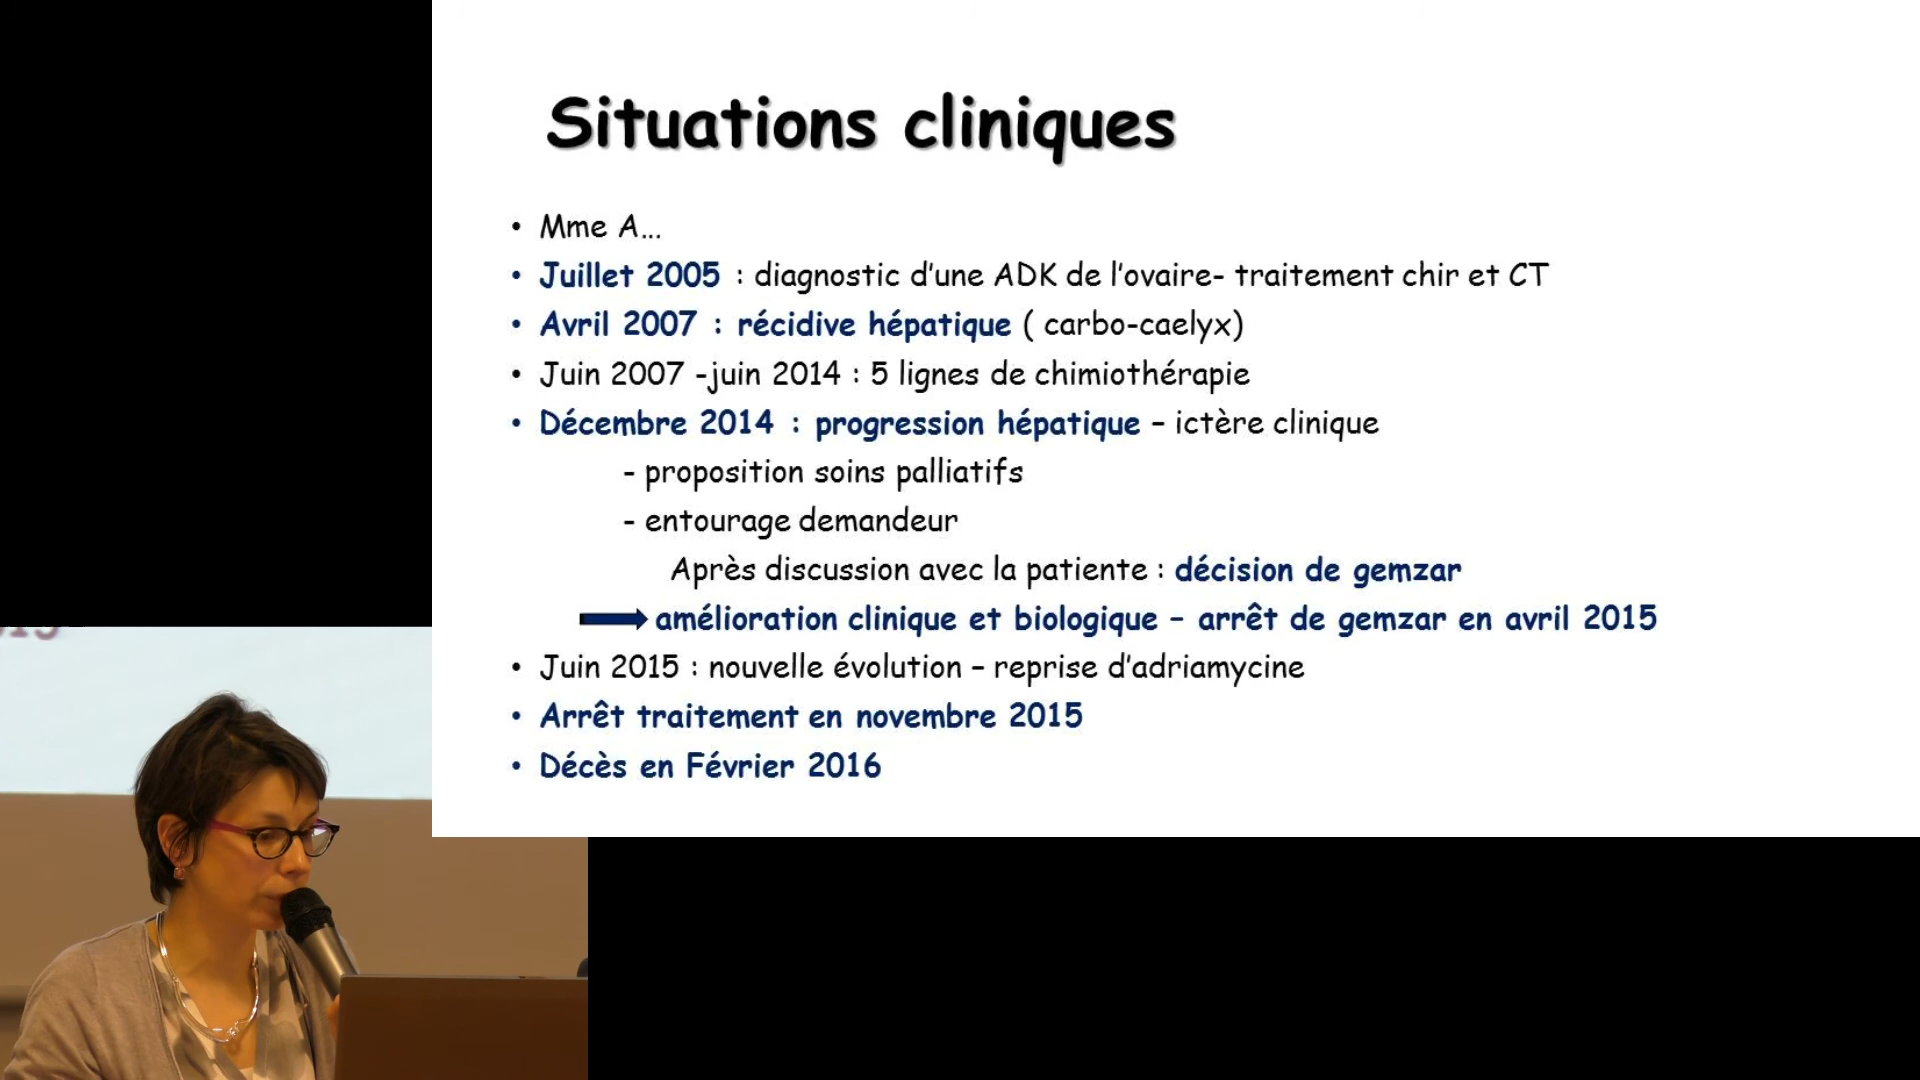 Situations cliniques
• Mme A...
• Juillet 2005 : diagnostic d'une ADK de l'ovaire- traitement chir et CT
• Avril 2007 : récidive hépatique ( carbo-caelyx)
• Juin 2007 -juin 2014 : 5 lignes de chimiothérapie
• Décembre 2014 : progression hépatique – ictère clinique
- proposition soins palliatifs
- entourage demandeur
Après discussion avec la patiente : décision de gemzar
amélioration clinique et biologique – arrêt de gemzar en avril 2015
• Juin 2015 : nouvelle évolution – reprise d'adriamycine
• Arrêt traitement en novembre 2015
• Décès en Février 2016